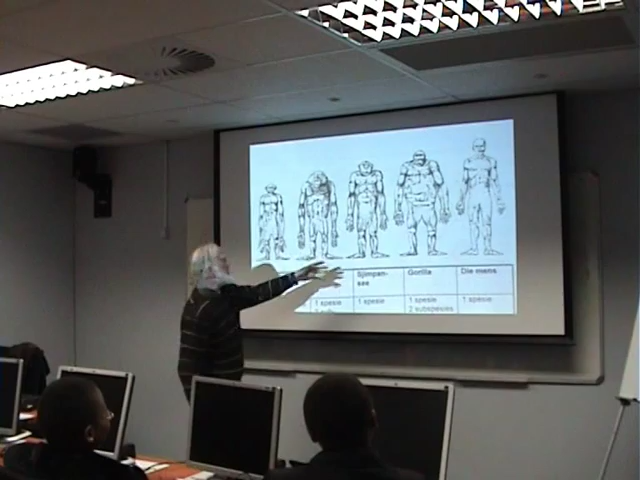 Sjimpan- Gorilla Die mens
see
1 spesie 1 spesie 1 spesie 1 spesie
2 subspesies